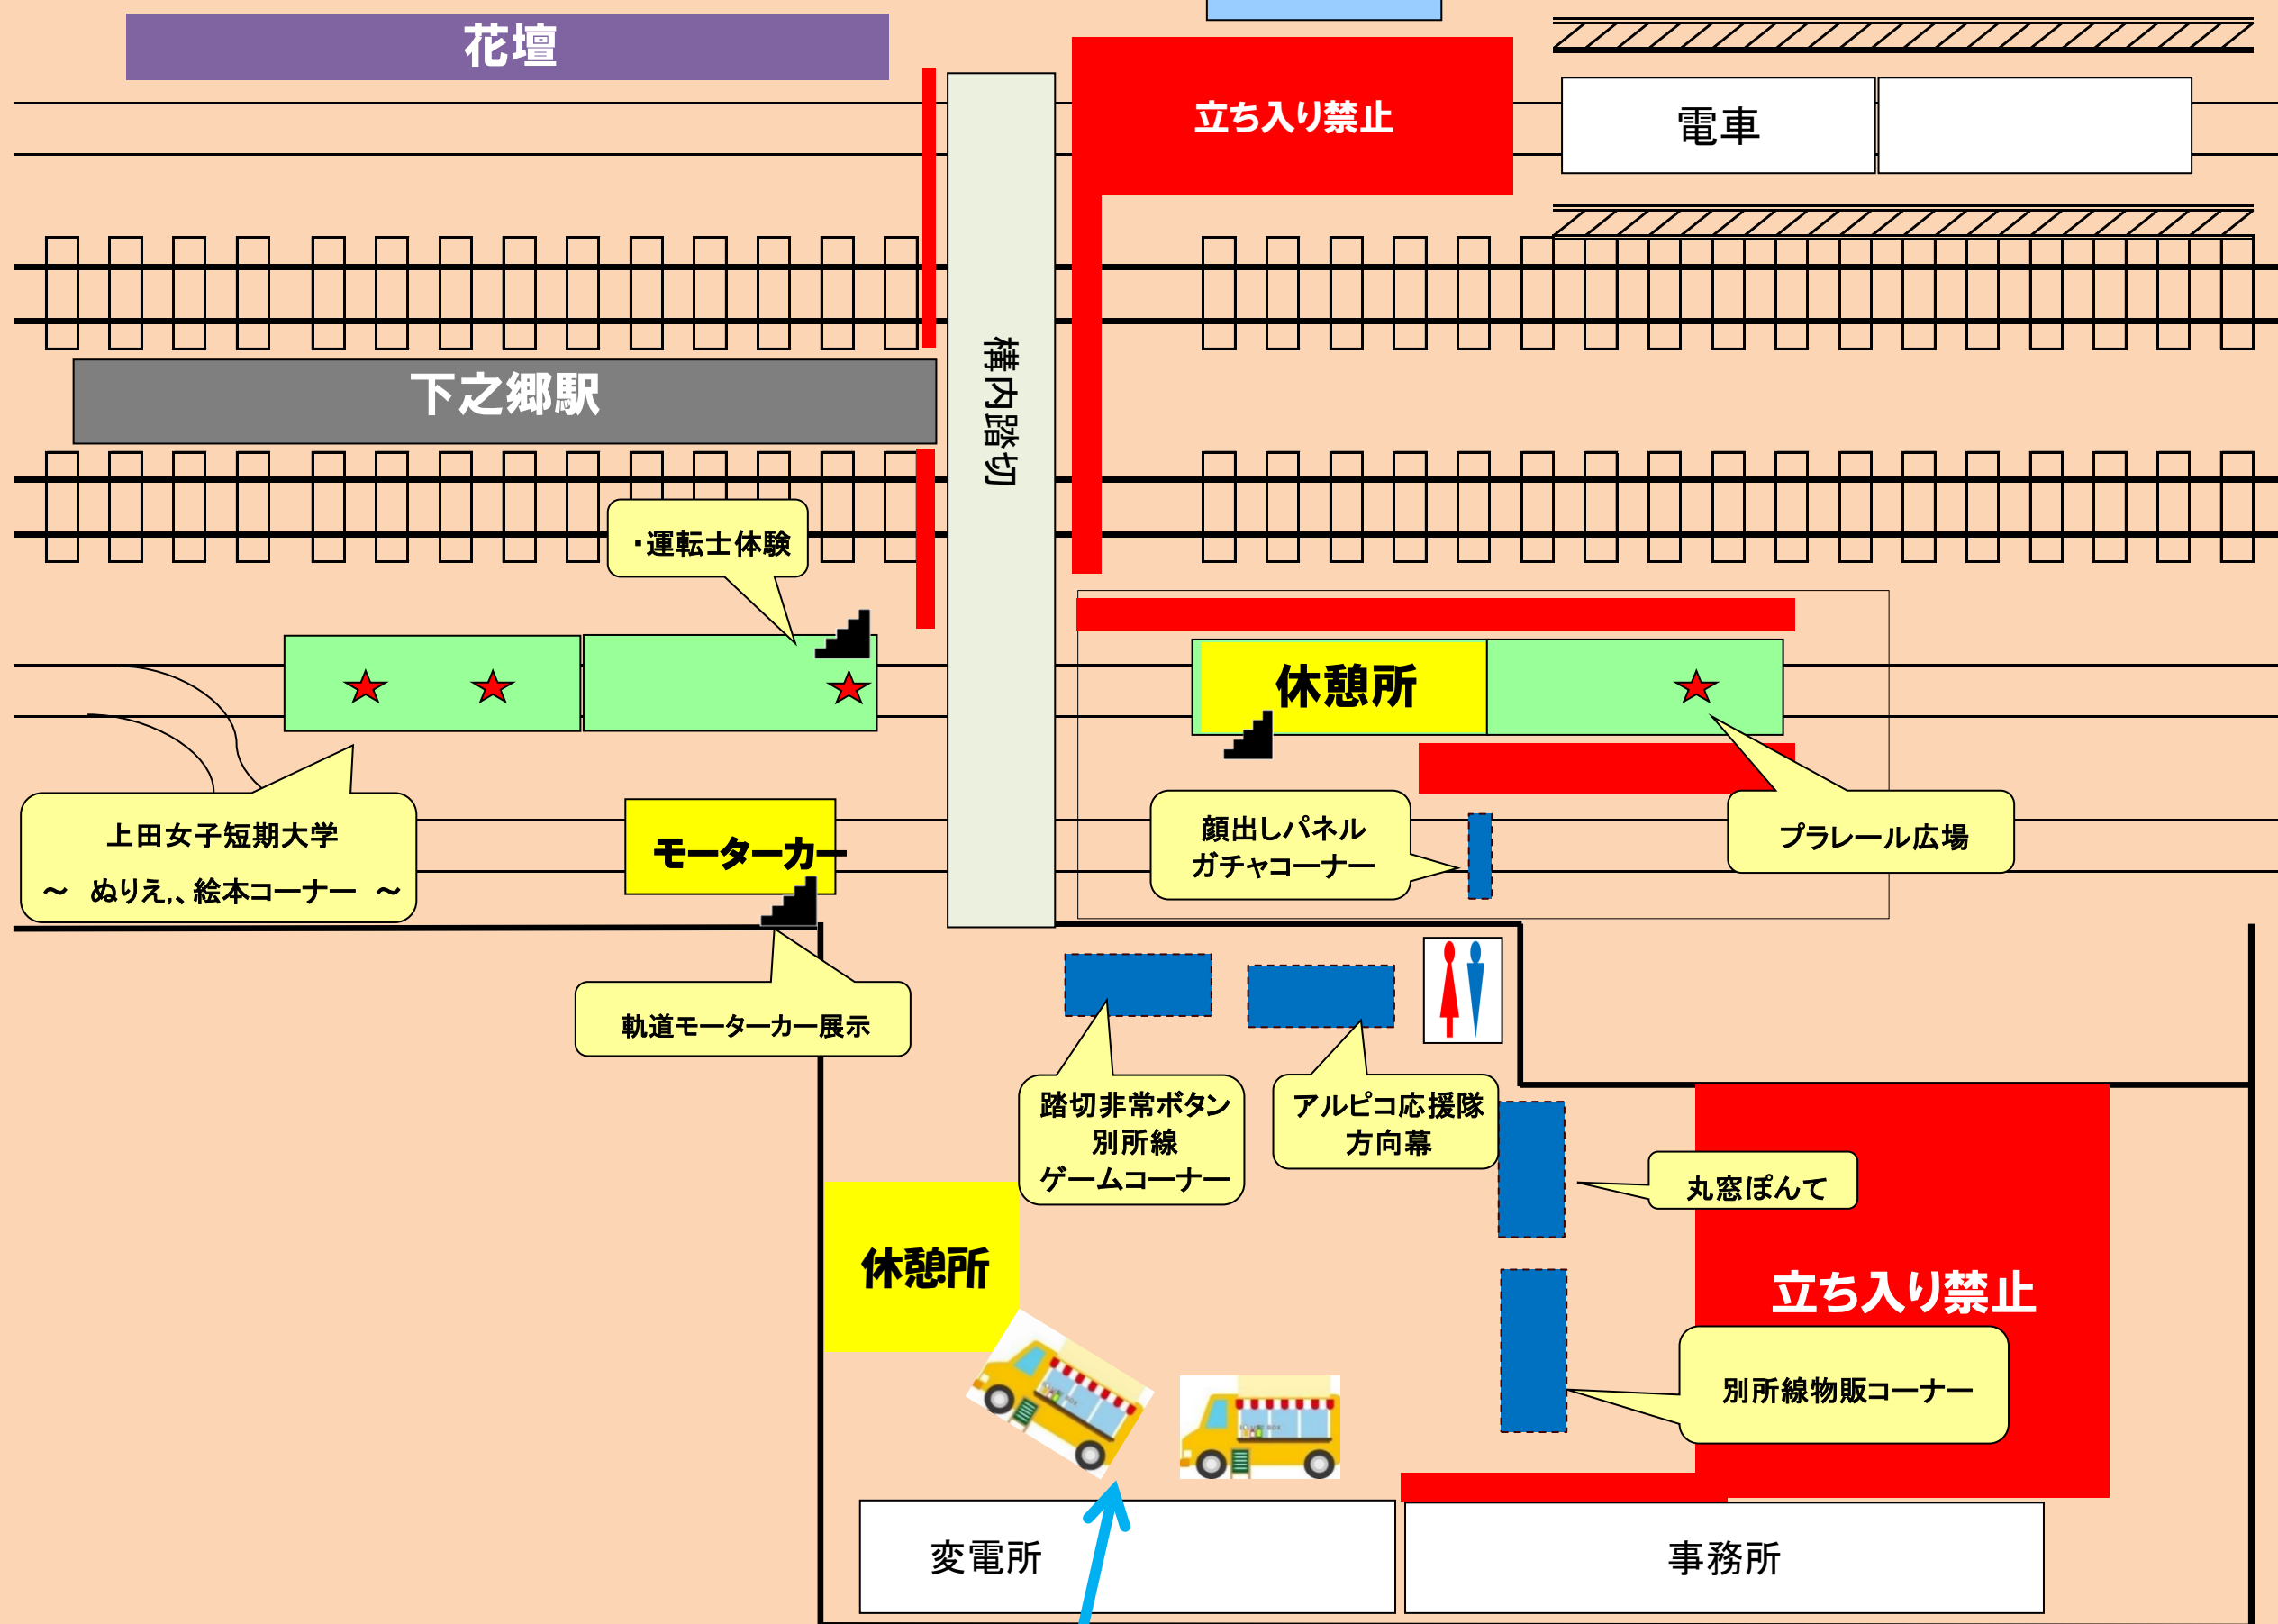 花壇
立ち入り禁止
電車
構内踏切
下之郷駅
・運転士体験
休憩所
上田女子短期大学
～　ぬりえ,、絵本コーナー　～
モーターカー
顔出しパネル
ガチャコーナー
プラレール広場
軌道モーターカー展示
踏切非常ボタン
別所線
ゲームコーナー
アルピコ応援隊
方向幕
丸窓ぽんて
休憩所
立ち入り禁止
別所線物販コーナー
変電所
事務所